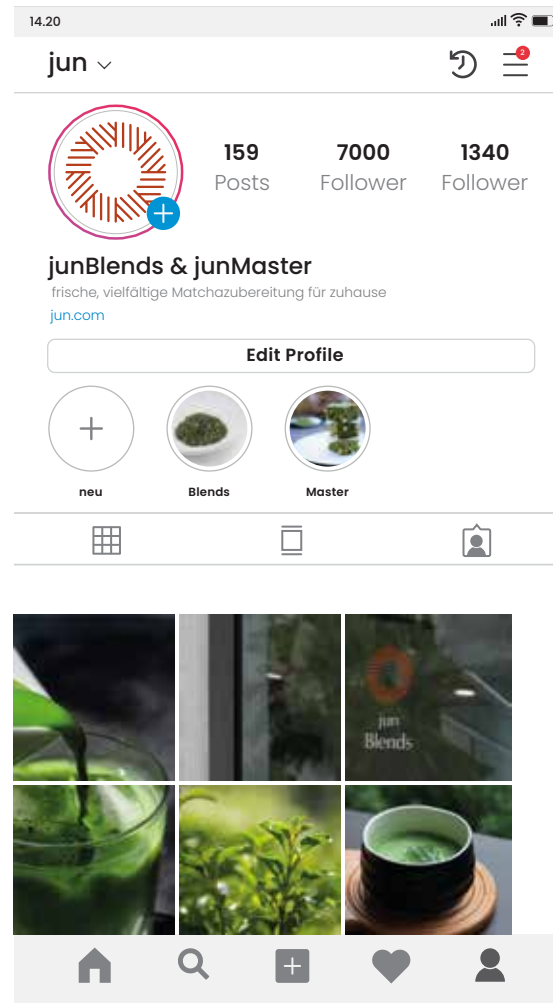 14.20
jun
2
159 7000 1340
Posts Follower Follower
junBlends & junMaster
frische, vielfältige Matchazubereitung für zuhause
jun.com
Edit Profile
neu Blends Master
jun
Blends